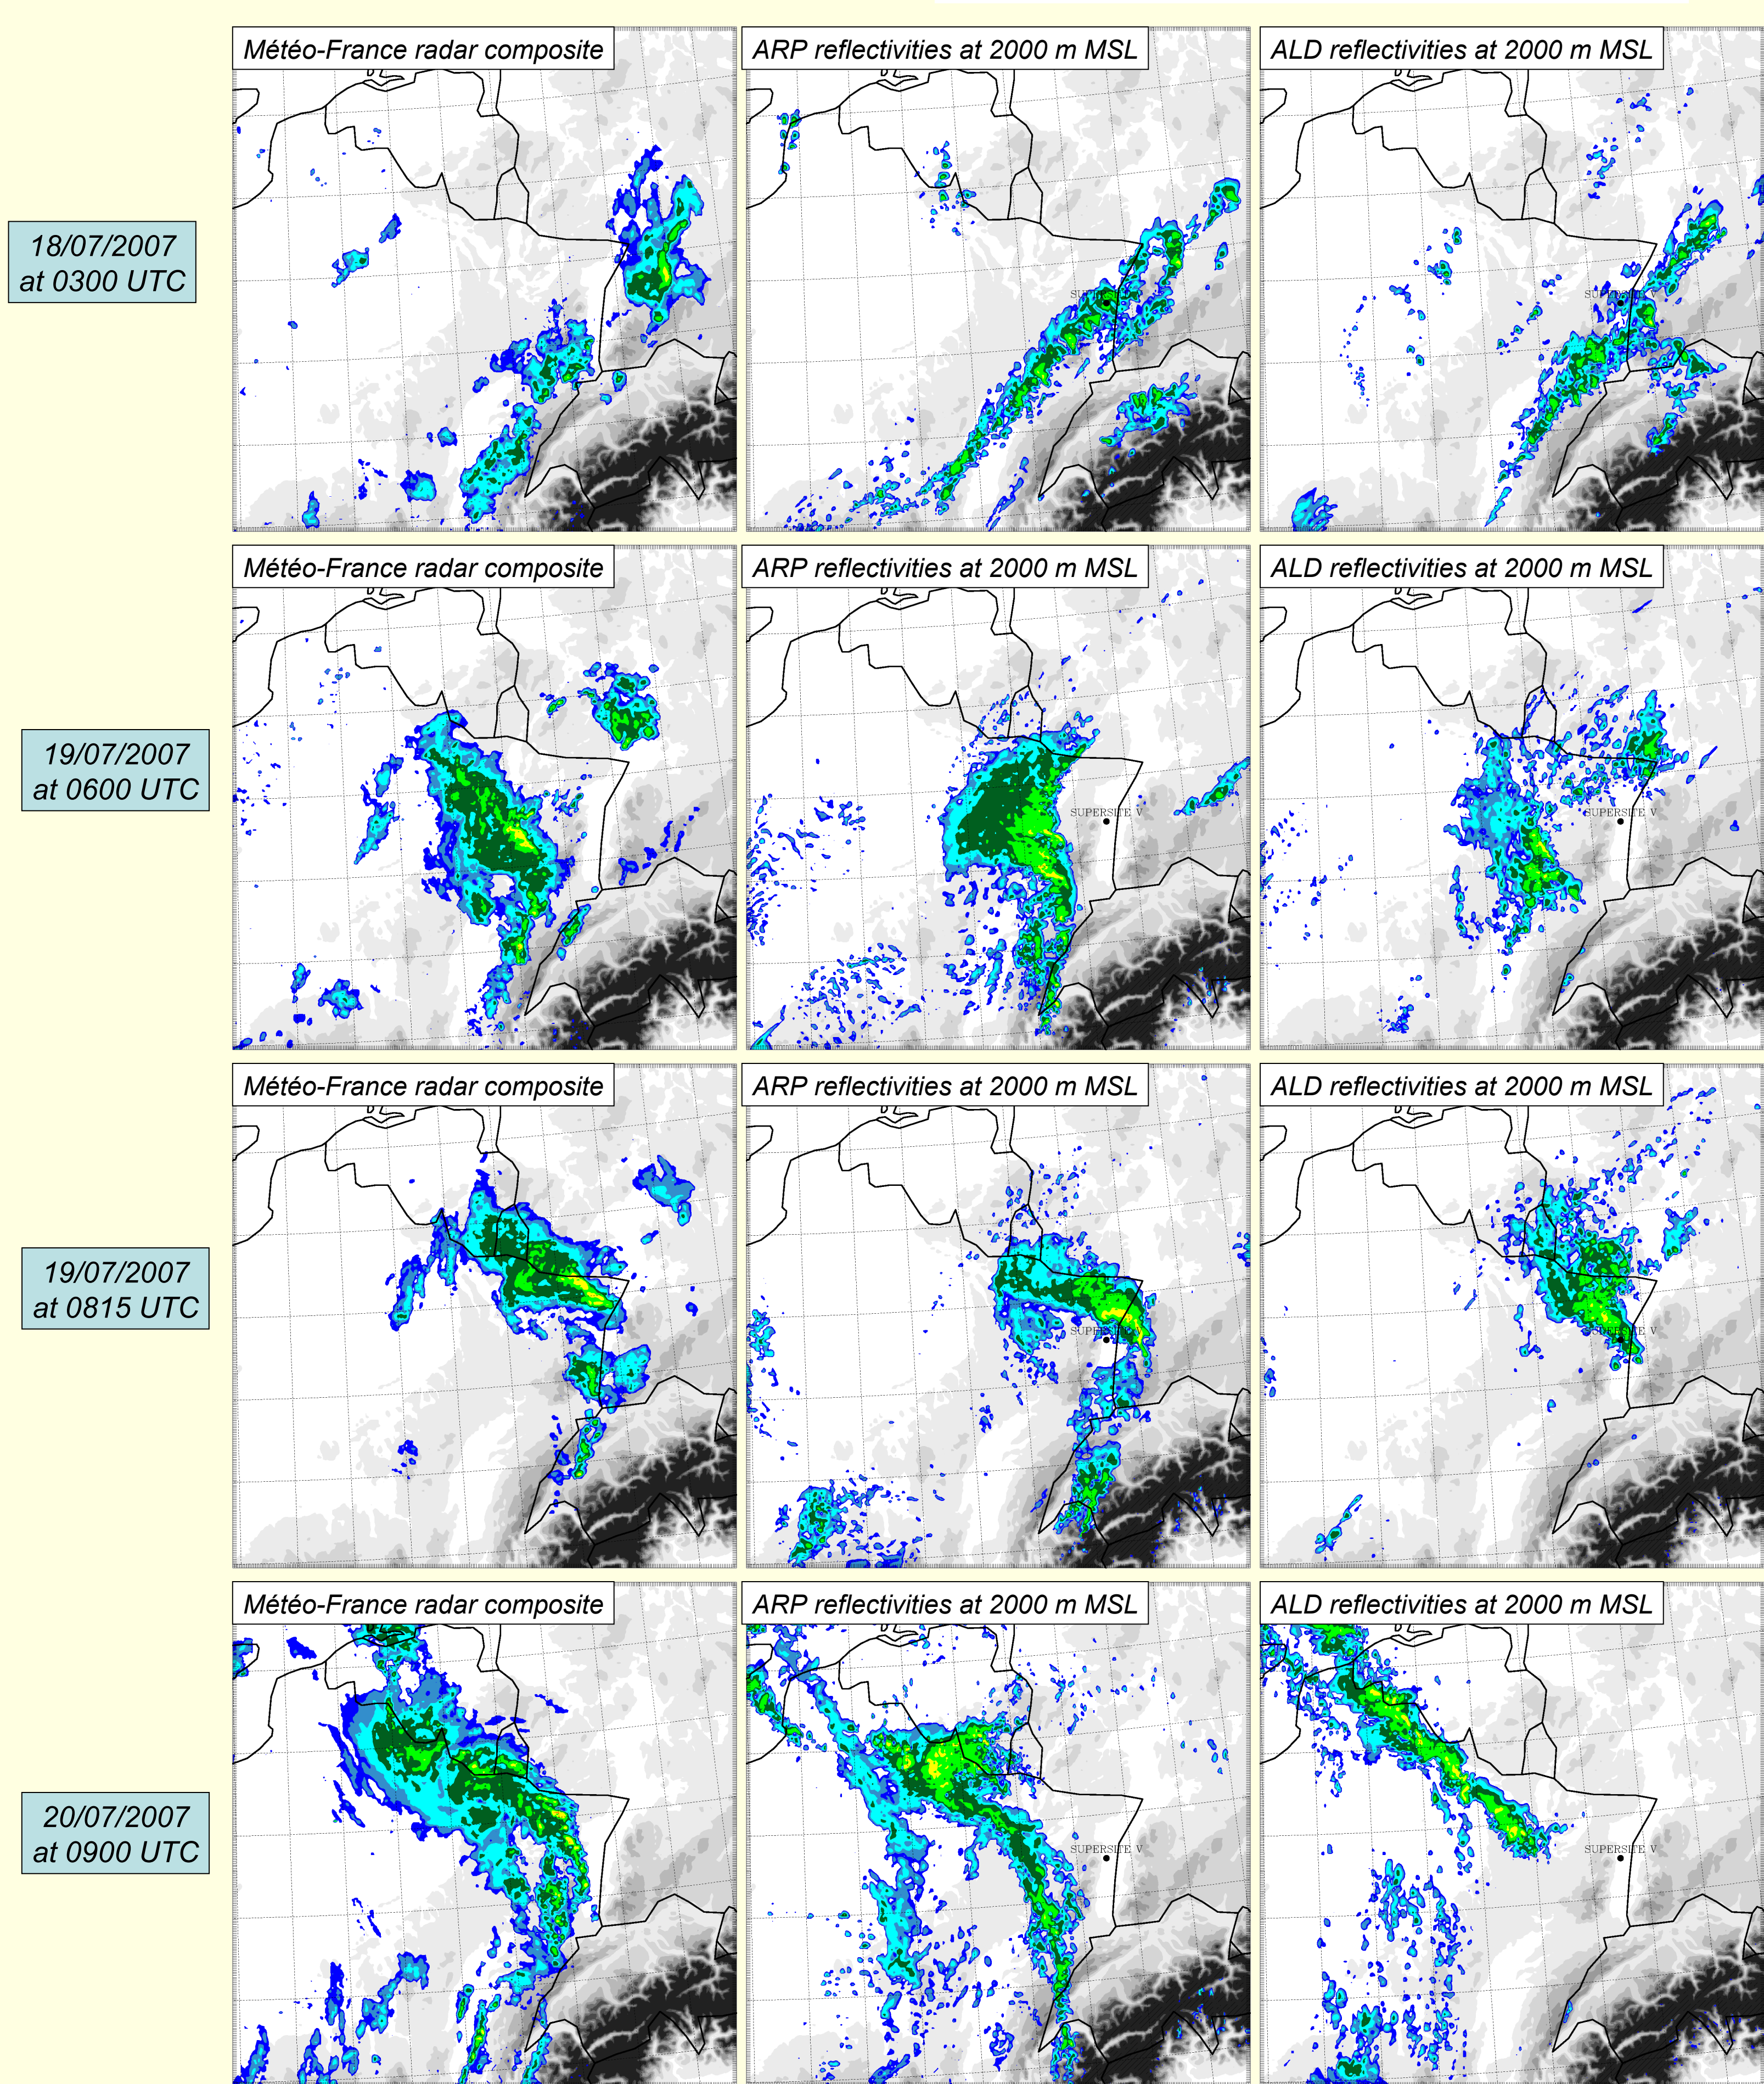 Météo-France radar composite
ARP reflectivities at 2000 m MSL
ALD reflectivities at 2000 m MSL
18/07/2007
at 0300 UTC
Météo-France radar composite
ARP reflectivities at 2000 m MSL
ALD reflectivities at 2000 m MSL
19/07/2007
at 0600 UTC
SUPERSITE V
SUPERSITE V
Météo-France radar composite
ARP reflectivities at 2000 m MSL
ALD reflectivities at 2000 m MSL
19/07/2007
at 0815 UTC
Météo-France radar composite
ARP reflectivities at 2000 m MSL
ALD reflectivities at 2000 m MSL
20/07/2007
at 0900 UTC
SUPERSITE V
SUPERSITE V